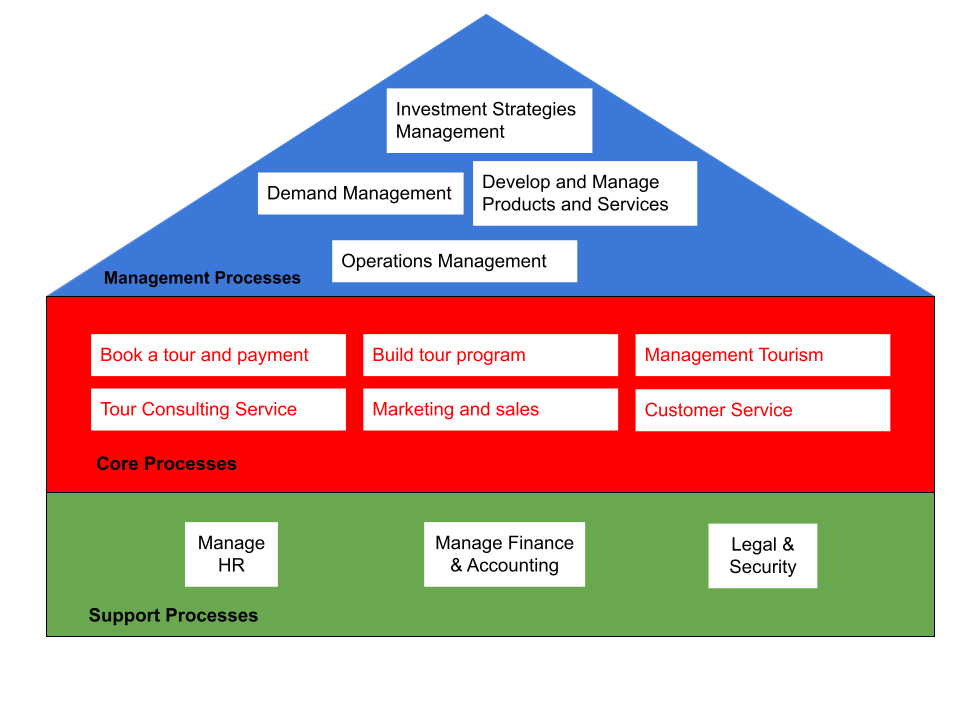 Investment Strategies
Management
Demand Management
Develop and Manage
Products and Services
Operations Management
Management Processes
Book a tour and payment
Build tour program
Management Tourism
Tour Consulting Service
Marketing and sales
Customer Service
Core Processes
Manage
HR
Manage Finance
& Accounting
Legal &
Security
Support Processes